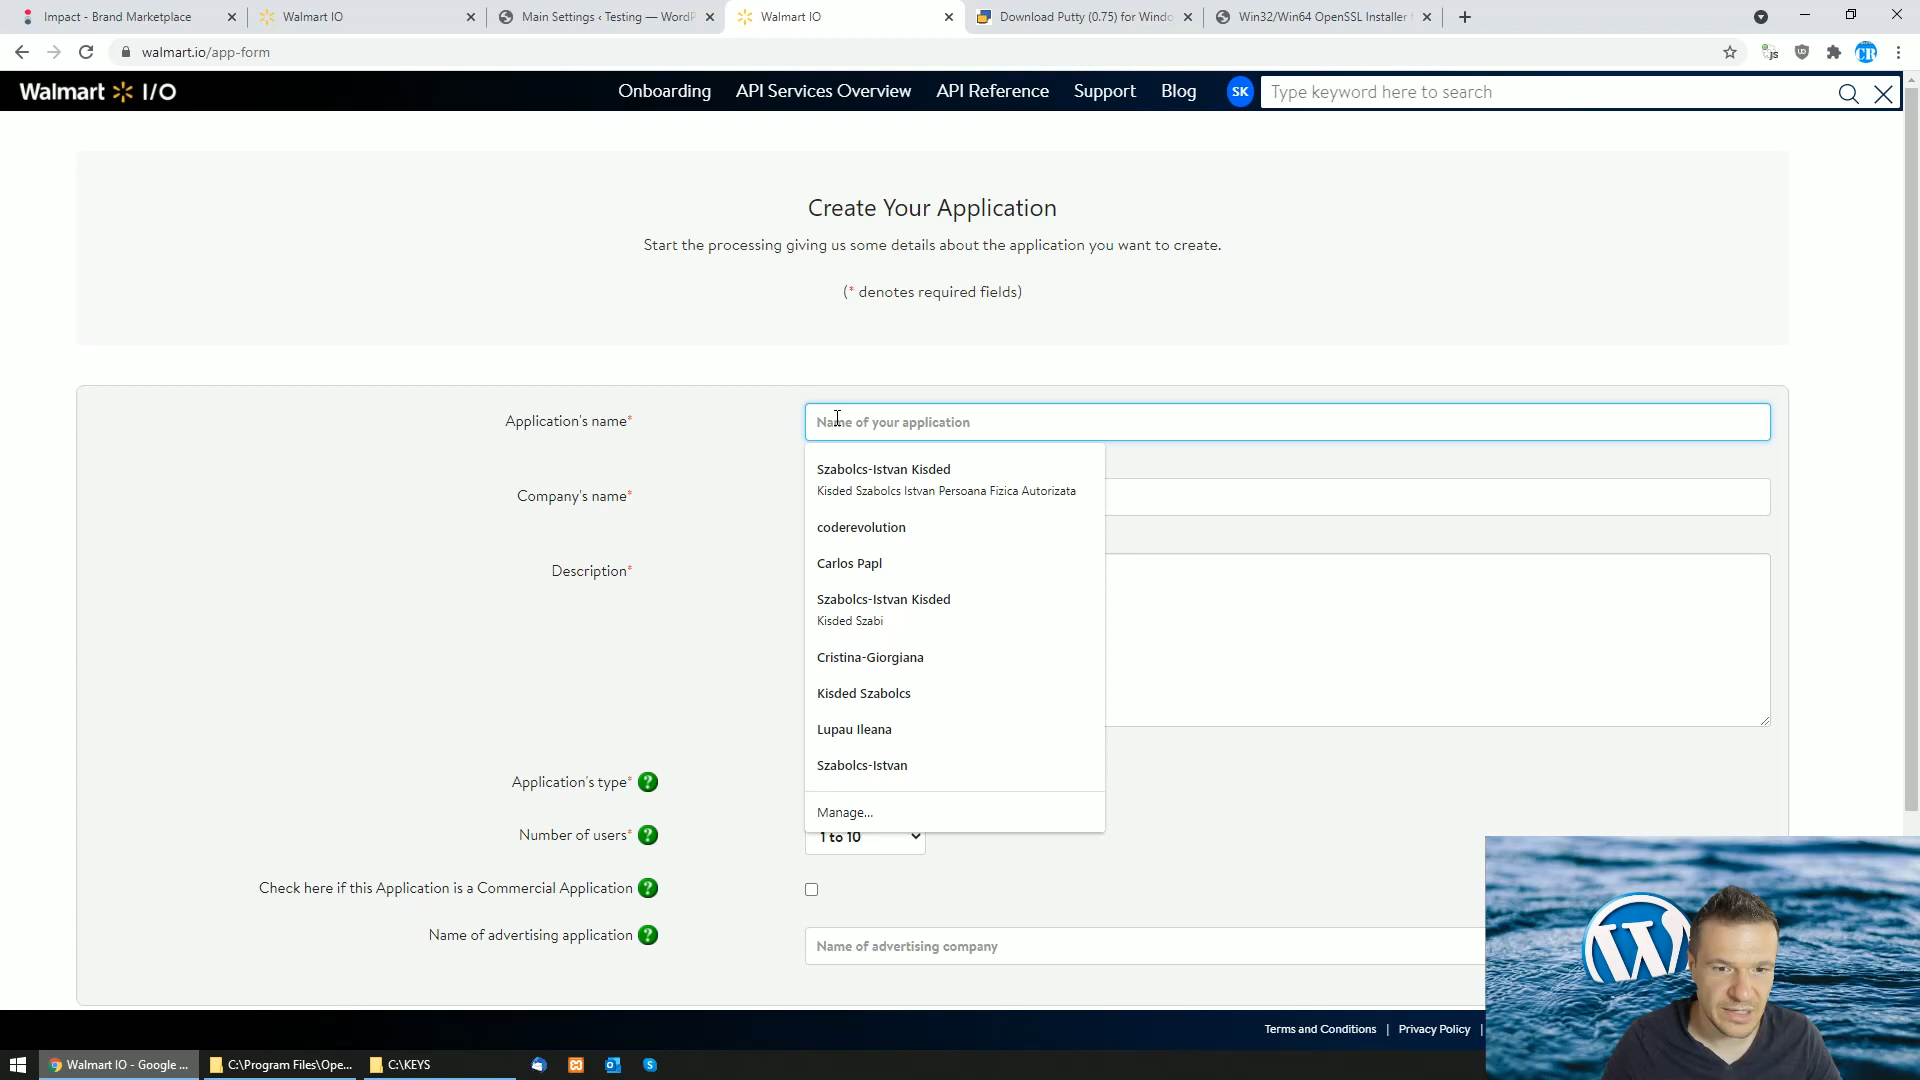 Impact - Brand Marketplace
Walmart IO
Main Settings ‹ Testing — WordP
Walmart IO
Download Putty (0.75) for Windo
Win32/Win64 OpenSSL Installer f
walmart.io/app-form
CR
Walmart I/O
Onboarding
API Services Overview
API Reference
Support
Blog
SK
Type keyword here to search
Create Your Application
Start the processing giving us some details about the application you want to create.
(* denotes required fields)
Application's name*
Name of your application
Szabolcs-Istvan Kisded
Kisded Szabolcs Istvan Persoana Fizica Autorizata
Company's name*
coderevolution
Carlos Papl
Description*
Szabolcs-Istvan Kisded
Kisded Szabi
Cristina-Giorgiana
Kisded Szabolcs
Lupau Ileana
Szabolcs-Istvan
Application's type* ?
Manage...
Number of users* ?
1 to 10
Check here if this Application is a Commercial Application ?
Name of advertising application ?
Name of advertising company
Terms and Conditions | Privacy Policy |
Walmart IO - Google ...
C:\Program Files\Ope...
C:\KEYS